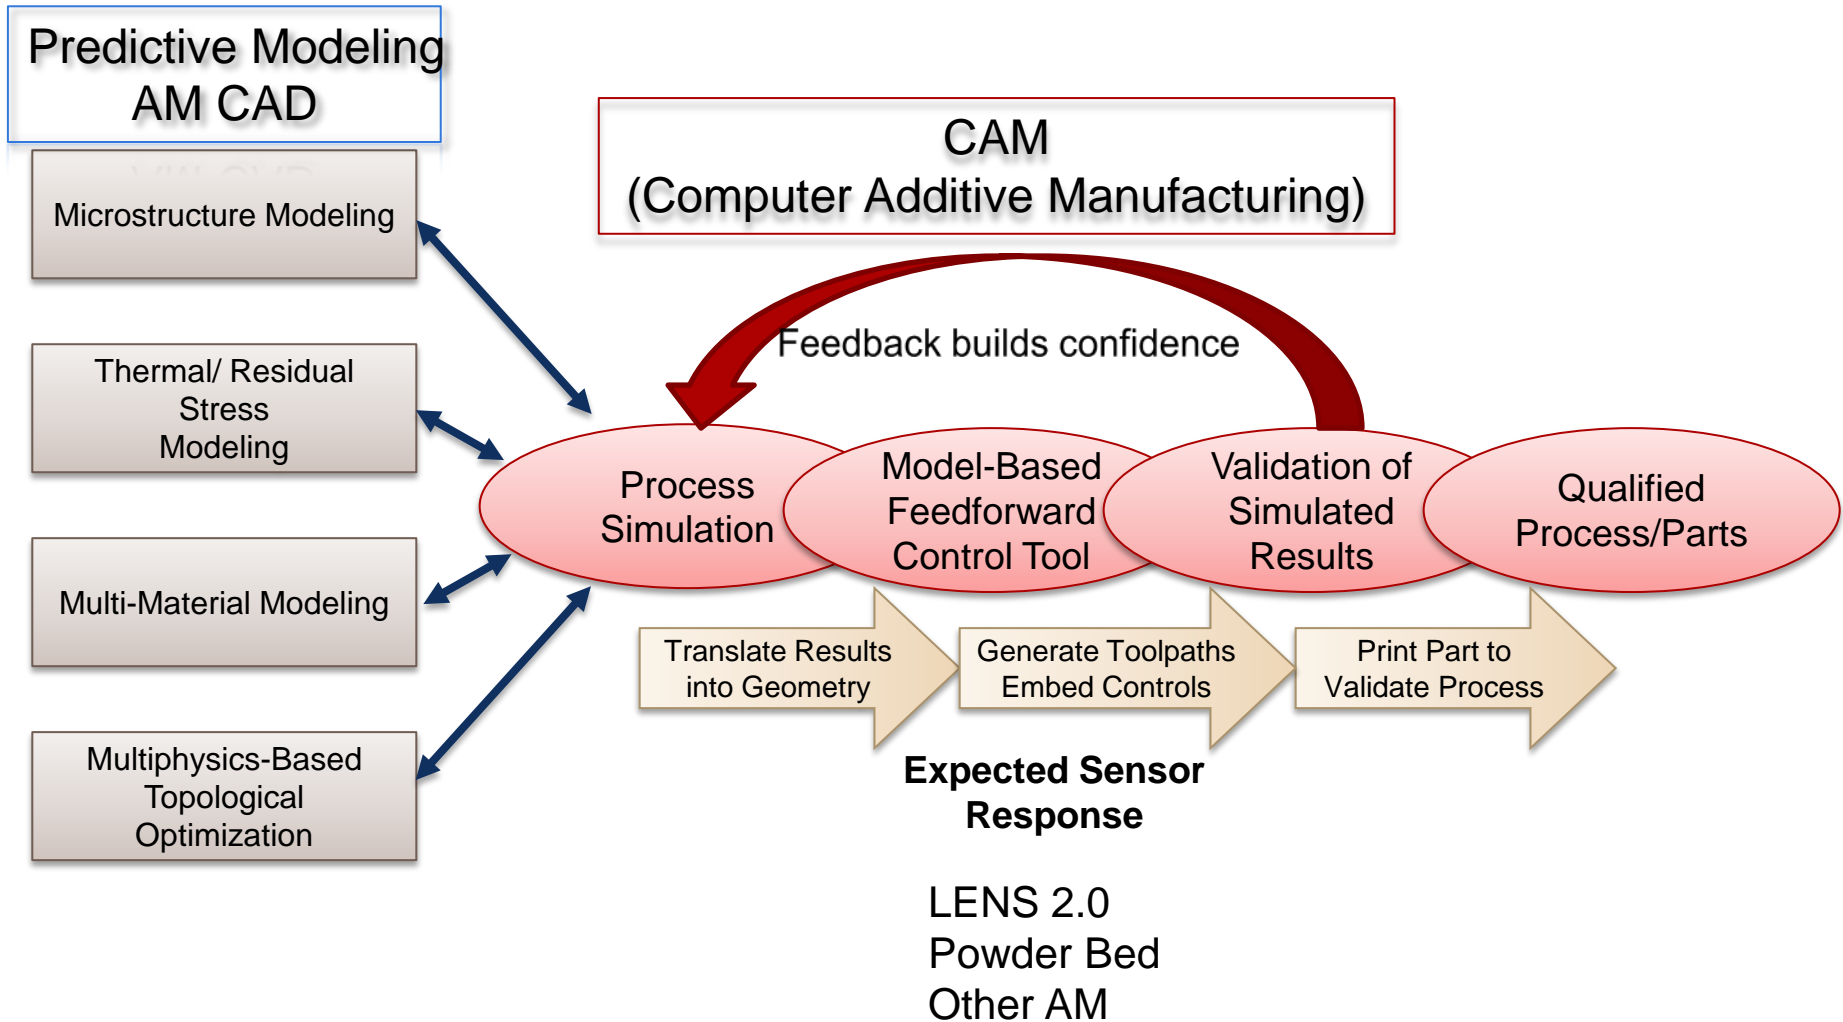 Predictive Modeling
AM CAD
CAM
(Computer Additive Manufacturing)
Microstructure Modeling
Thermal/ Residual
Stress
Modeling
Multi-Material Modeling
Multiphysics-Based
Topological
Optimization
Feedback builds confidence
Process
Simulation
Model-Based
Feedforward
Control Tool
Validation of
Simulated
Results
Qualified
Process/Parts
Translate Results
into Geometry
Generate Toolpaths
Embed Controls
Print Part to
Validate Process
Expected Sensor
Response
LENS 2.0
Powder Bed
Other AM